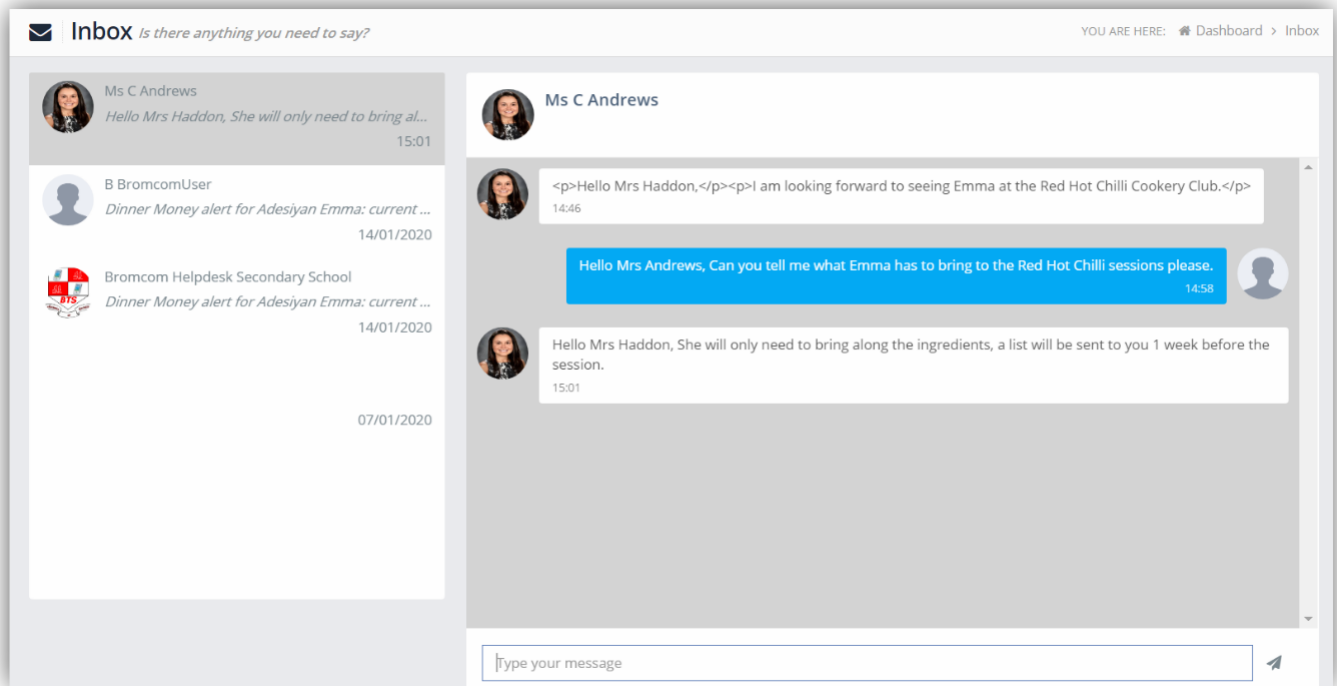 Inbox Is there anything you need to say?
YOU ARE HERE: Dashboard > Inbox
Ms C Andrews
Hello Mrs Haddon, She will only need to bring al...
15:01
B BromcomUser
Dinner Money alert for Adesiyan Emma: current ...
14/01/2020
BTS
Bromcom Helpdesk Secondary School
Dinner Money alert for Adesiyan Emma: current ...
14/01/2020
07/01/2020
Ms C Andrews
<p>Hello Mrs Haddon,</p><p>I am looking forward to seeing Emma at the Red Hot Chilli Cookery Club.</p>
14:46
Hello Mrs Andrews, Can you tell me what Emma has to bring to the Red Hot Chilli sessions please.
14:58
Hello Mrs Haddon, She will only need to bring along the ingredients, a list will be sent to you 1 week before the
session.
15:01
Type your message